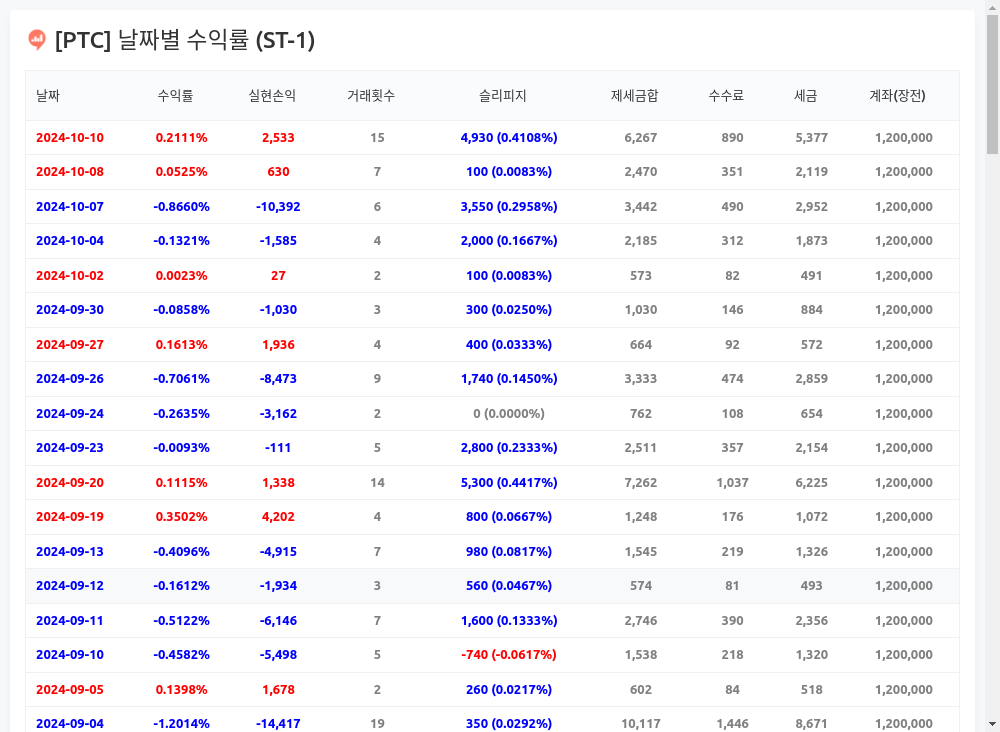 [PTC] 날짜별 수익률 (ST-1)
날짜 수익률 실현손익 거래횟수 슬리피지 제세금합 수수료 세금 계좌(장전)
2024-10-10 0.2111% 2,533 15 4,930 (0.4108%) 6,267 890 5,377 1,200,000
2024-10-08 0.0525% 630 7 100 (0.0083%) 2,470 351 2,119 1,200,000
2024-10-07 -0.8660% -10,392 6 3,550 (0.2958%) 3,442 490 2,952 1,200,000
2024-10-04 -0.1321% -1,585 4 2,000 (0.1667%) 2,185 312 1,873 1,200,000
2024-10-02 0.0023% 27 2 100 (0.0083%) 573 82 491 1,200,000
2024-09-30 -0.0858% -1,030 3 300 (0.0250%) 1,030 146 884 1,200,000
2024-09-27 0.1613% 1,936 4 400 (0.0333%) 664 92 572 1,200,000
2024-09-26 -0.7061% -8,473 9 1,740 (0.1450%) 3,333 474 2,859 1,200,000
2024-09-24 -0.2635% -3,162 2 0 (0.0000%) 762 108 654 1,200,000
2024-09-23 -0.0093% -111 5 2,800 (0.2333%) 2,511 357 2,154 1,200,000
2024-09-20 0.1115% 1,338 14 5,300 (0.4417%) 7,262 1,037 6,225 1,200,000
2024-09-19 0.3502% 4,202 4 800 (0.0667%) 1,248 176 1,072 1,200,000
2024-09-13 -0.4096% -4,915 7 980 (0.0817%) 1,545 219 1,326 1,200,000
2024-09-12 -0.1612% -1,934 3 560 (0.0467%) 574 81 493 1,200,000
2024-09-11 -0.5122% -6,146 7 1,600 (0.1333%) 2,746 390 2,356 1,200,000
2024-09-10 -0.4582% -5,498 5 -740 (-0.0617%) 1,538 218 1,320 1,200,000
2024-09-05 0.1398% 1,678 2 260 (0.0217%) 602 84 518 1,200,000
2024-09-04 -1.2014% -14,417 19 350 (0.0292%) 10,117 1,446 8,671 1,200,000